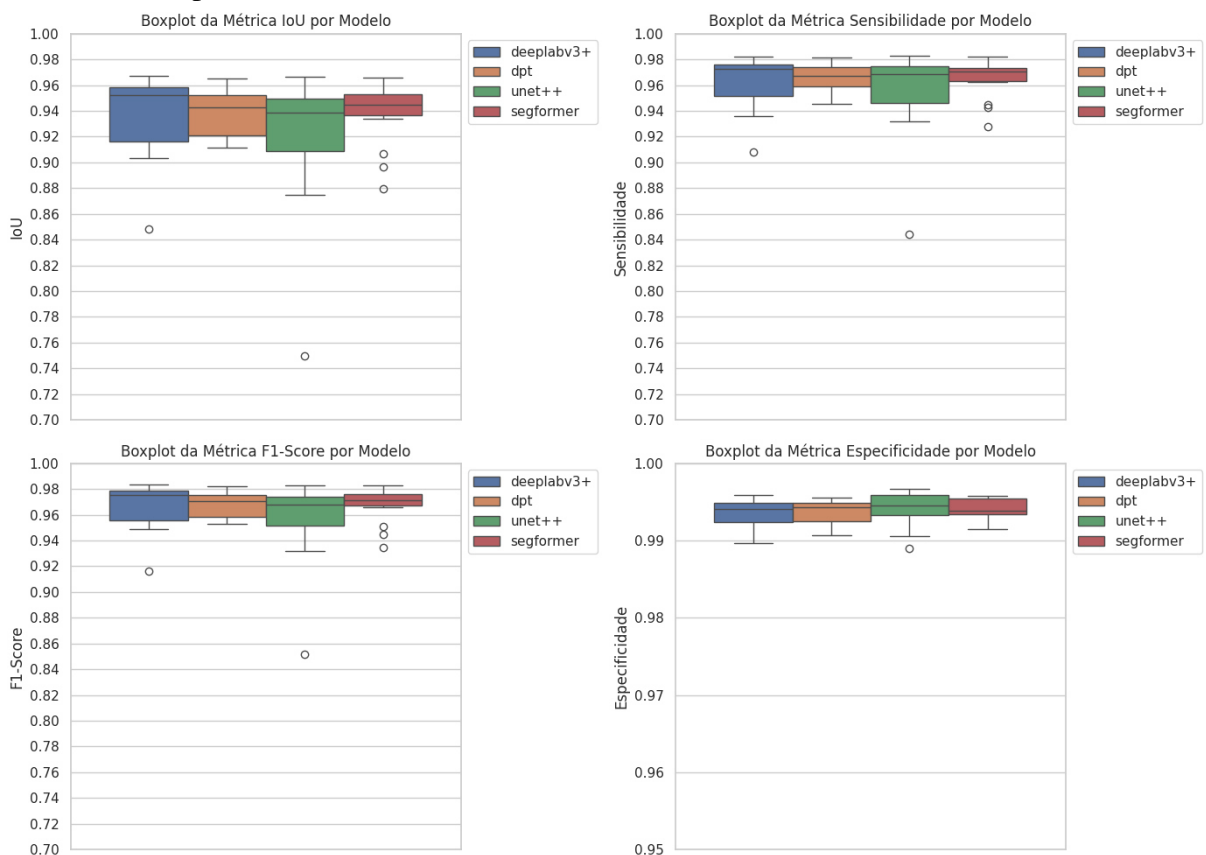 Boxplot da Métrica IoU por Modelo
1.00
0.98
0.96
0.94
0.92
0.90
0.88
0.86
0.84
0.82
0.80
0.78
0.76
0.74
0.72
0.70
IoU
deeplabv3+
dpt
unet++
segformer
Boxplot da Métrica Sensibilidade por Modelo
1.00
0.98
0.96
0.94
0.92
0.90
0.88
0.86
0.84
0.82
0.80
0.78
0.76
0.74
0.72
0.70
Sensibilidade
deeplabv3+
dpt
unet++
segformer
Boxplot da Métrica F1-Score por Modelo
1.00
0.98
0.96
0.94
0.92
0.90
0.88
0.86
0.84
0.82
0.80
0.78
0.76
0.74
0.72
0.70
F1-Score
deeplabv3+
dpt
unet++
segformer
Boxplot da Métrica Especificidade por Modelo
1.00
0.99
0.98
0.97
0.96
0.95
Especificidade
deeplabv3+
dpt
unet++
segformer